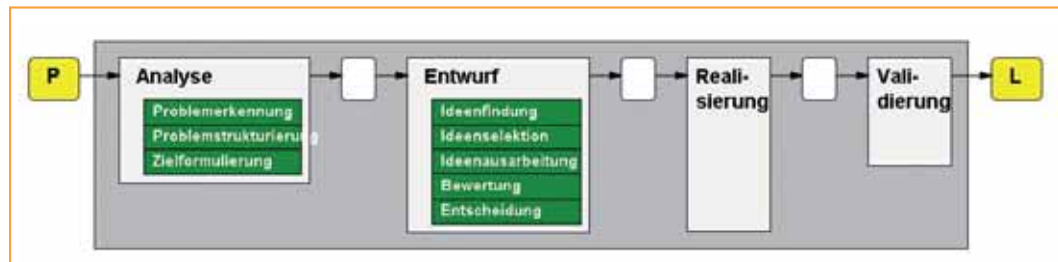 P
Analyse
Problemerkennung
Problemstrukturierung
Zielformulierung
Entwurf
Ideenfindung
Ideenselektion
Ideenausarbeitung
Bewertung
Entscheidung
Reali-
sierung
Vali-
dierung
L